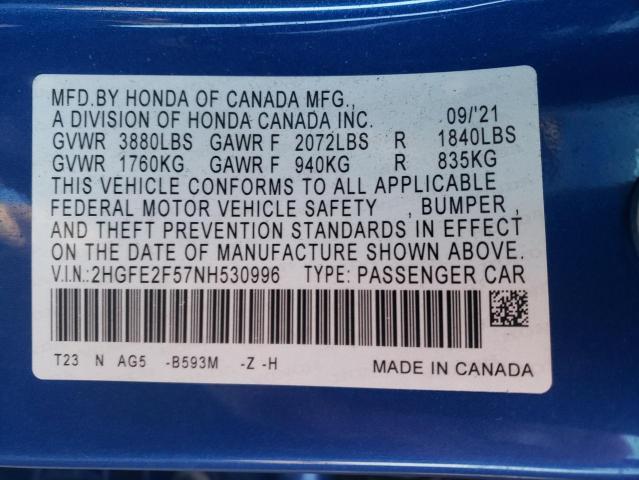 MFD.BY HONDA OF CANADA MFG.,
A DIVISION OF HONDA CANADA INC. 09/'21
GVWR 3880LBS GAWR F 2072LBS R 1840LBS
GVWR 1760KG GAWR F 940KG R 835KG
THIS VEHICLE CONFORMS TO ALL APPLICABLE
FEDERAL MOTOR VEHICLE SAFETY , BUMPER ,
AND THEFT PREVENTION STANDARDS IN EFFECT
ON THE DATE OF MANUFACTURE SHOWN ABOVE.
V.I.N.:2HGFE2F57NH530996 TYPE: PASSENGER CAR
T23 N AG5 -B593M -Z -H MADE IN CANADA